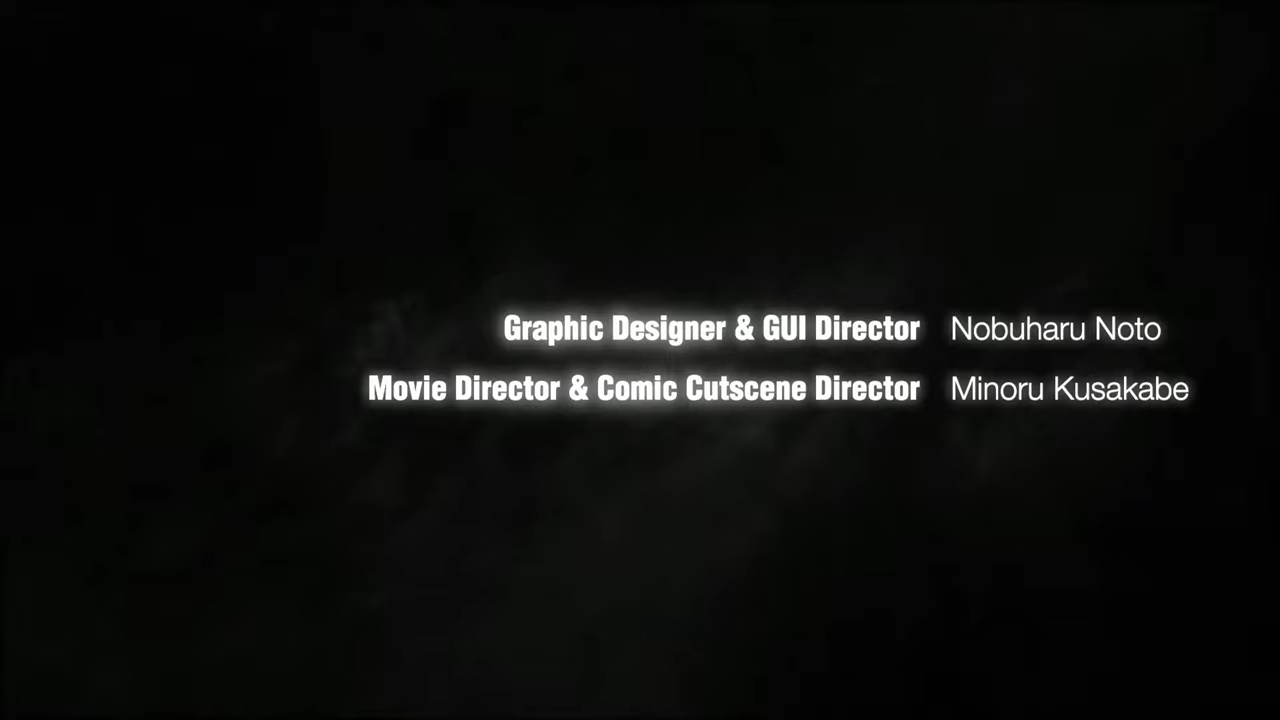 Graphic Designer & GUI Director Nobuharu Noto
Movie Director & Comic Cutscene Director Minoru Kusakabe